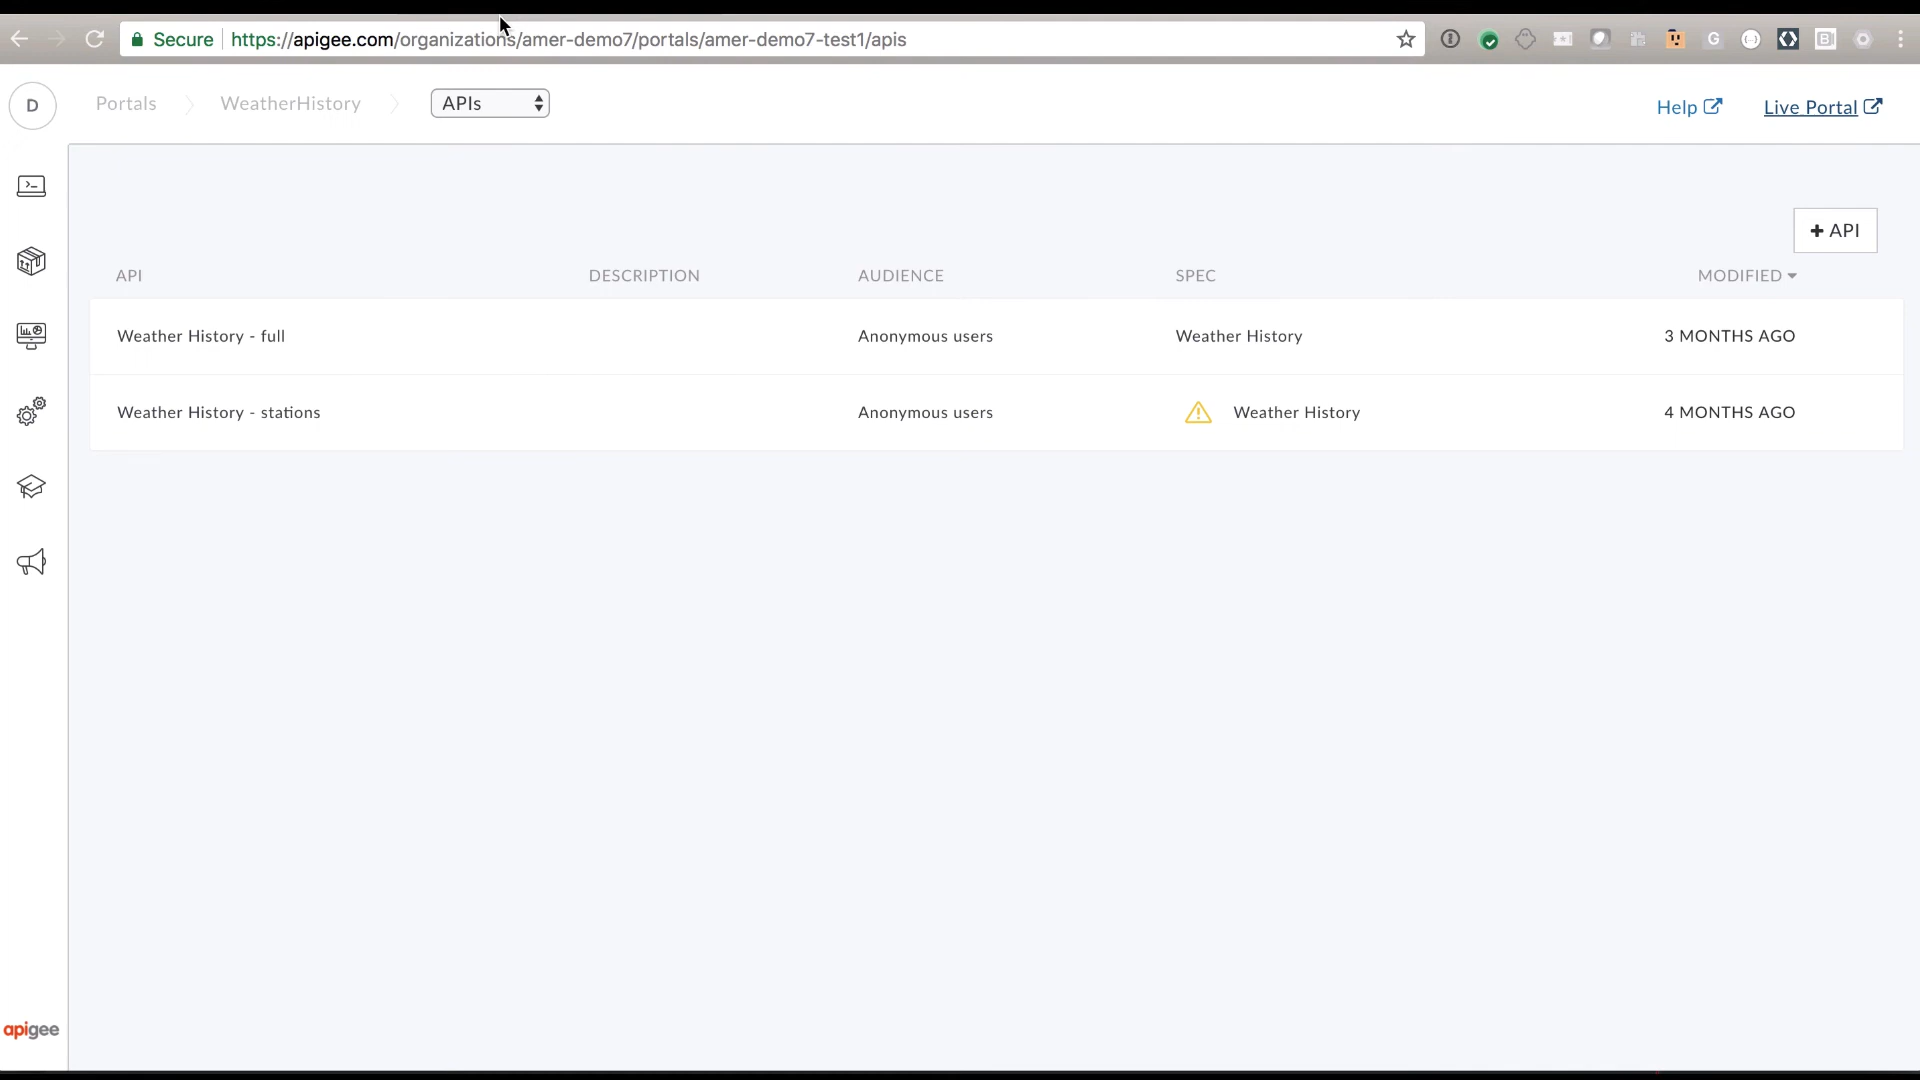 Secure https://apigee.com/organizations/amer-demo7/portals/amer-demo7-test1/apis
D Portals WeatherHistory APIs Help Live Portal
+ API
API DESCRIPTION AUDIENCE SPEC MODIFIED
Weather History - full Anonymous users Weather History 3 MONTHS AGO
Weather History - stations Anonymous users Weather History 4 MONTHS AGO
apigee